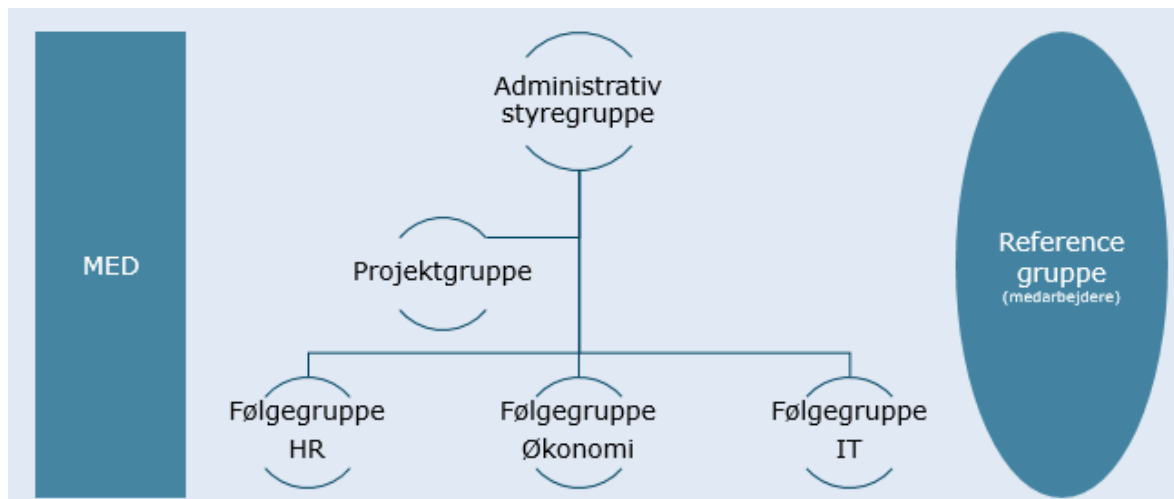 Administrativ
styregruppe
MED
Projektgruppe
Reference
gruppe
(medarbejdere)
Følgegruppe
HR
Følgegruppe
Økonomi
Følgegruppe
IT